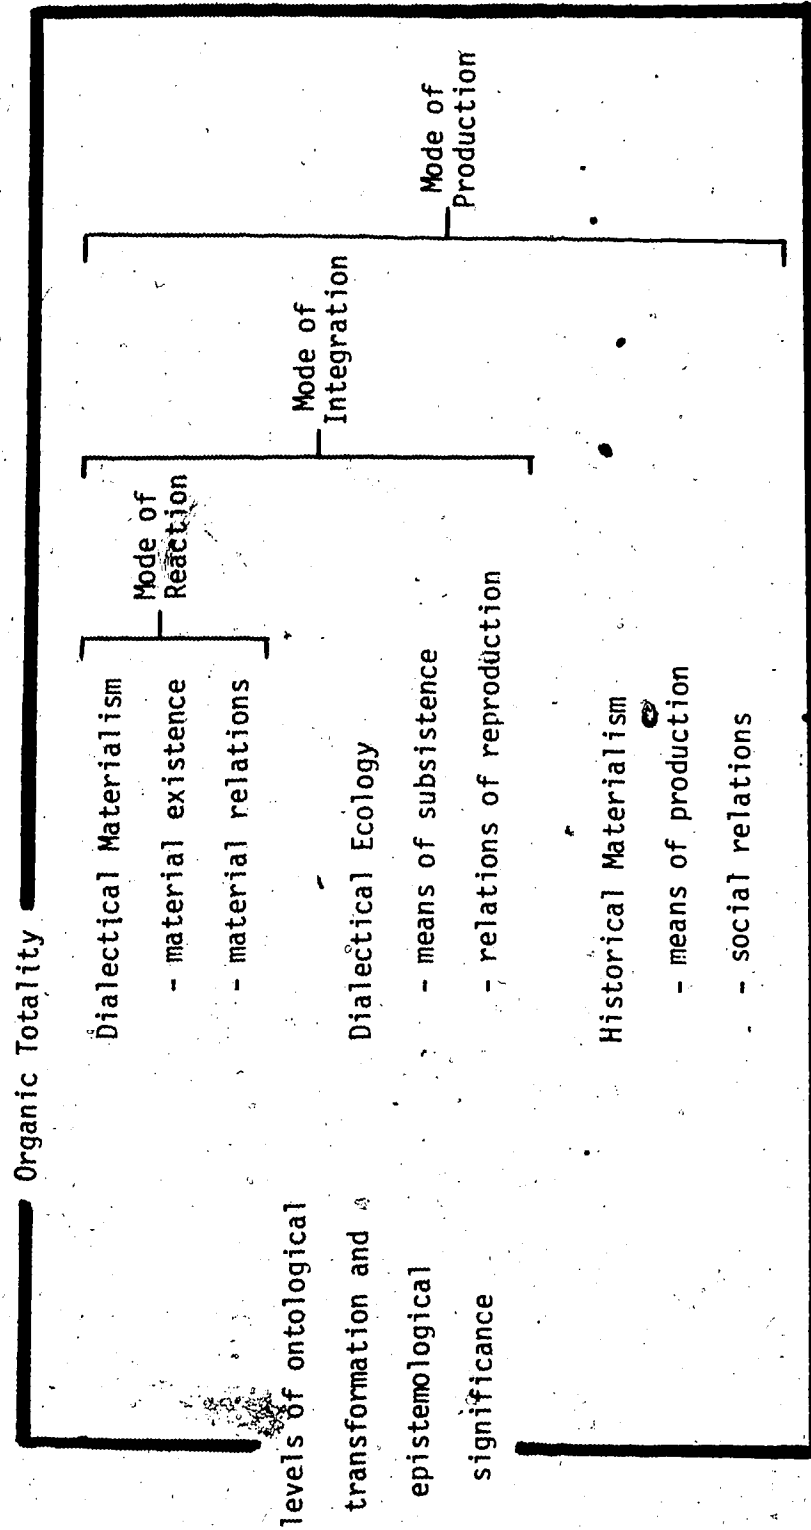 Organic Totality
levels of ontological
transformation and
epistemological
significance
Dialectical Materialism
- material existence
- material relations
Mode of
Reaction
Dialectical Ecology
- means of subsistence
- relations of reproduction
Mode of
Integration
Historical Materialism
- means of production
- social relations
Mode of
Production